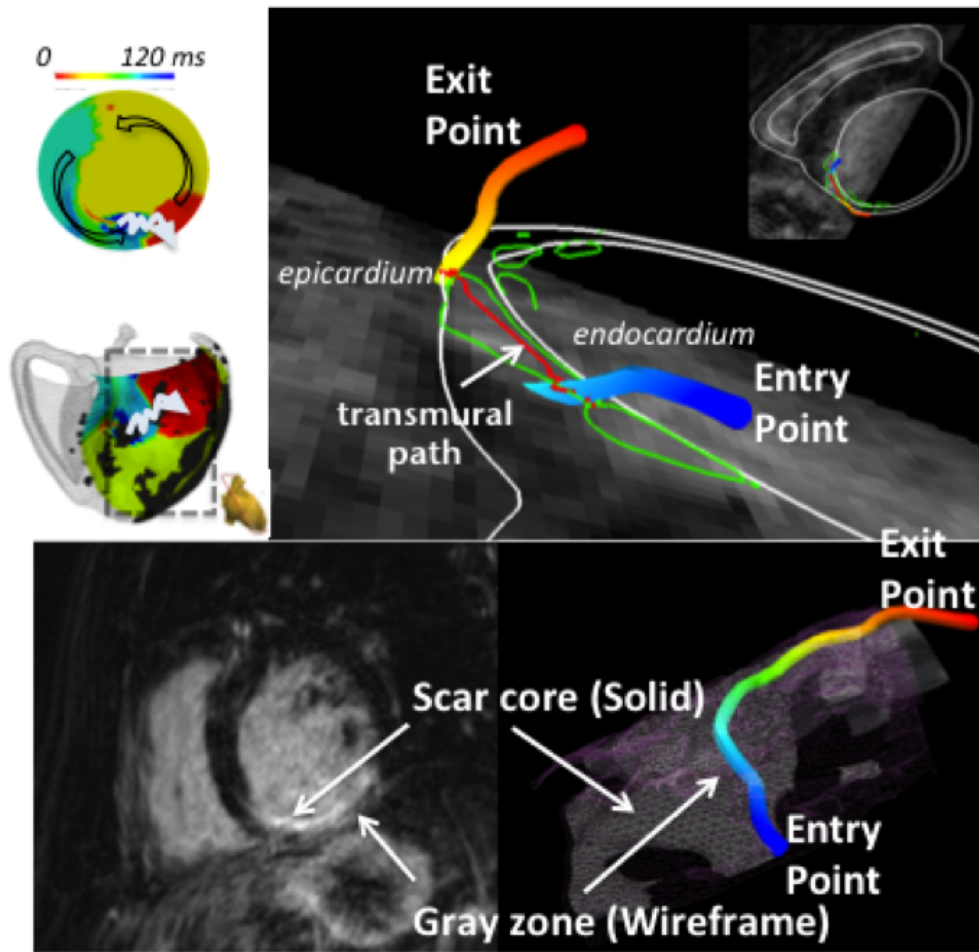 0 120 ms
Exit
Point
epicardium
endocardium
transmural
path
Entry
Point
Exit
Point
Scar core (Solid)
Entry
Point
Gray zone (Wireframe)